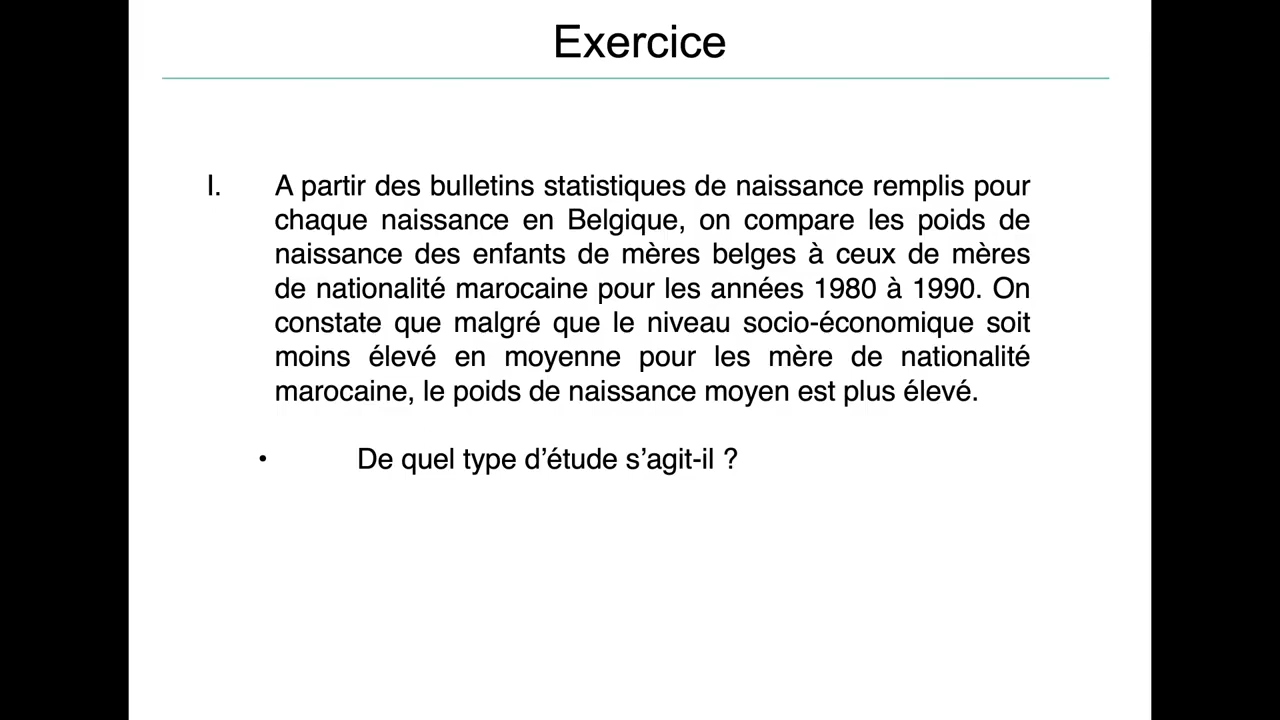 Exercice
I. A partir des bulletins statistiques de naissance remplis pour
chaque naissance en Belgique, on compare les poids de
naissance des enfants de mères belges à ceux de mères
de nationalité marocaine pour les années 1980 à 1990. On
constate que malgré que le niveau socio-économique soit
moins élevé en moyenne pour les mère de nationalité
marocaine, le poids de naissance moyen est plus élevé.
• De quel type d’étude s’agit-il ?